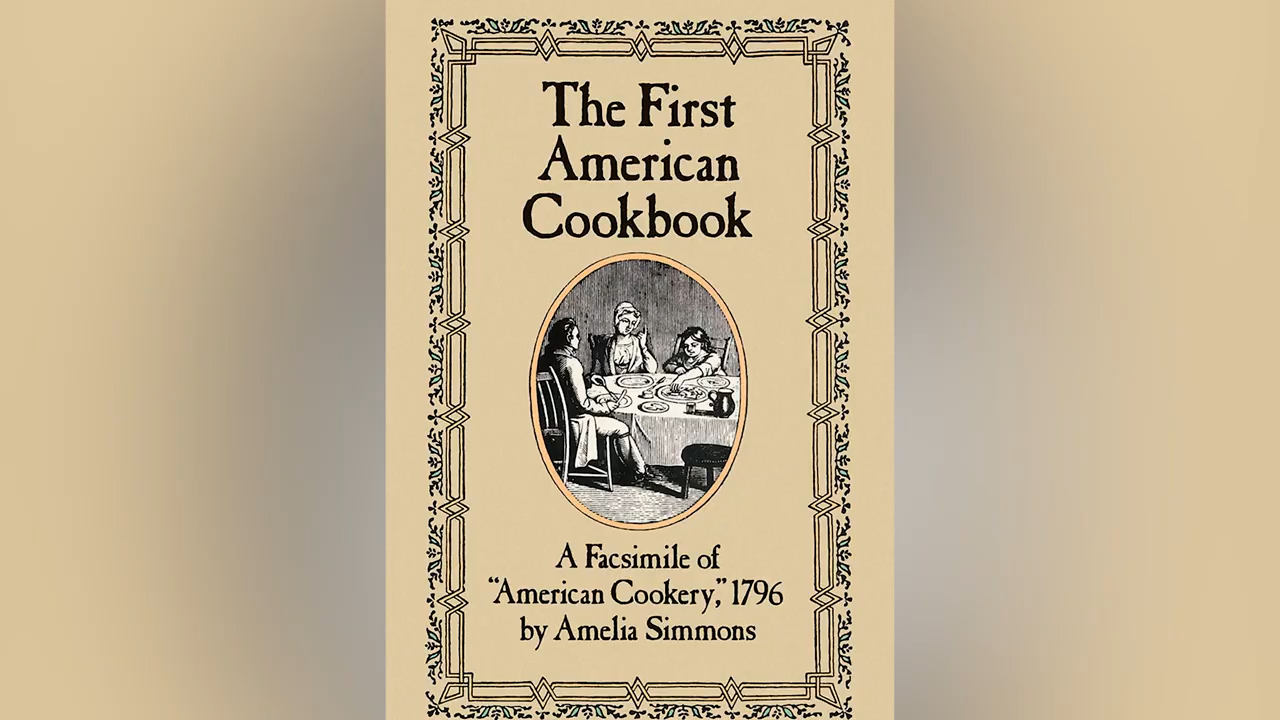 The First
American
Cookbook
A Facsimile of
“American Cookery,” 1796
by Amelia Simmons